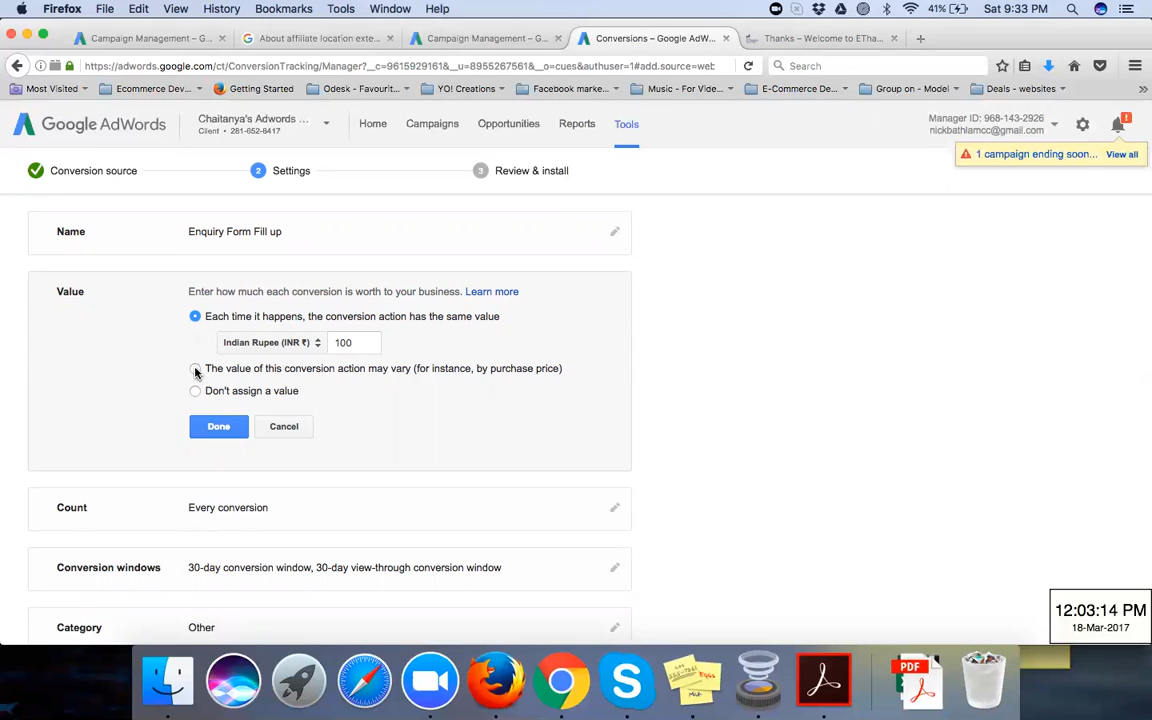 Firefox File Edit View History Bookmarks Tools Window Help 41% Sat 9:33 PM
Campaign Management – G... About affiliate location exte... Campaign Management – G... Conversions – Google AdW... Thanks – Welcome to ETha...
https://adwords.google.com/ct/ConversionTracking/Manager?__c=9615929161&__u=8955267561&__o=cues&authuser=1#add.source=web Search
Most Visited Ecommerce Dev... Getting Started Odesk - Favourit... YO! Creations Facebook marke... Music - For Vide... E-Commerce De... Group on - Model Deals - websites
Google AdWords
Chaitanya's Adwords ...
Client • 281-652-8417
Home Campaigns Opportunities Reports Tools
Manager ID: 968-143-2926
nickbathlamcc@gmail.com
1 campaign ending soon... View all
Conversion source 2 Settings 3 Review & install
Name Enquiry Form Fill up
Value Enter how much each conversion is worth to your business. Learn more
Each time it happens, the conversion action has the same value
Indian Rupee (INR ₹) 100
The value of this conversion action may vary (for instance, by purchase price)
Don't assign a value
Done Cancel
Count Every conversion
Conversion windows 30-day conversion window, 30-day view-through conversion window
Category Other
12:03:14 PM
18-Mar-2017
PDF